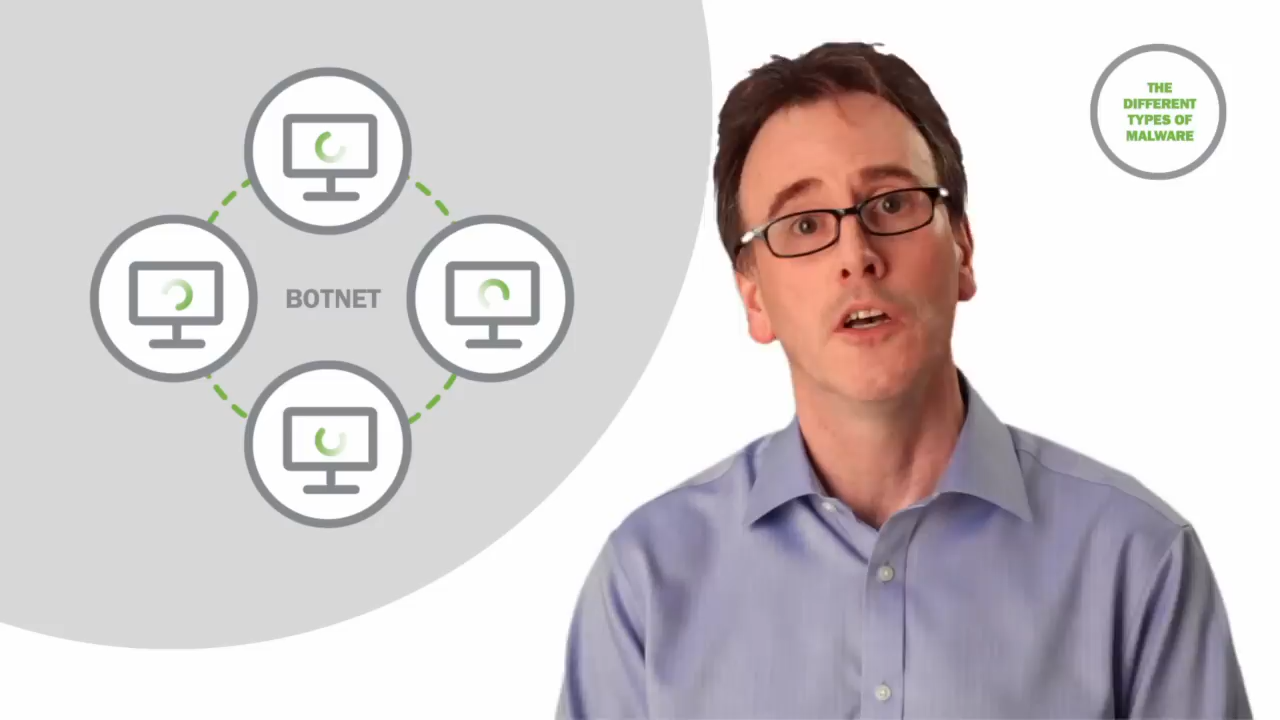 BOTNET
THE
DIFFERENT
TYPES OF
MALWARE